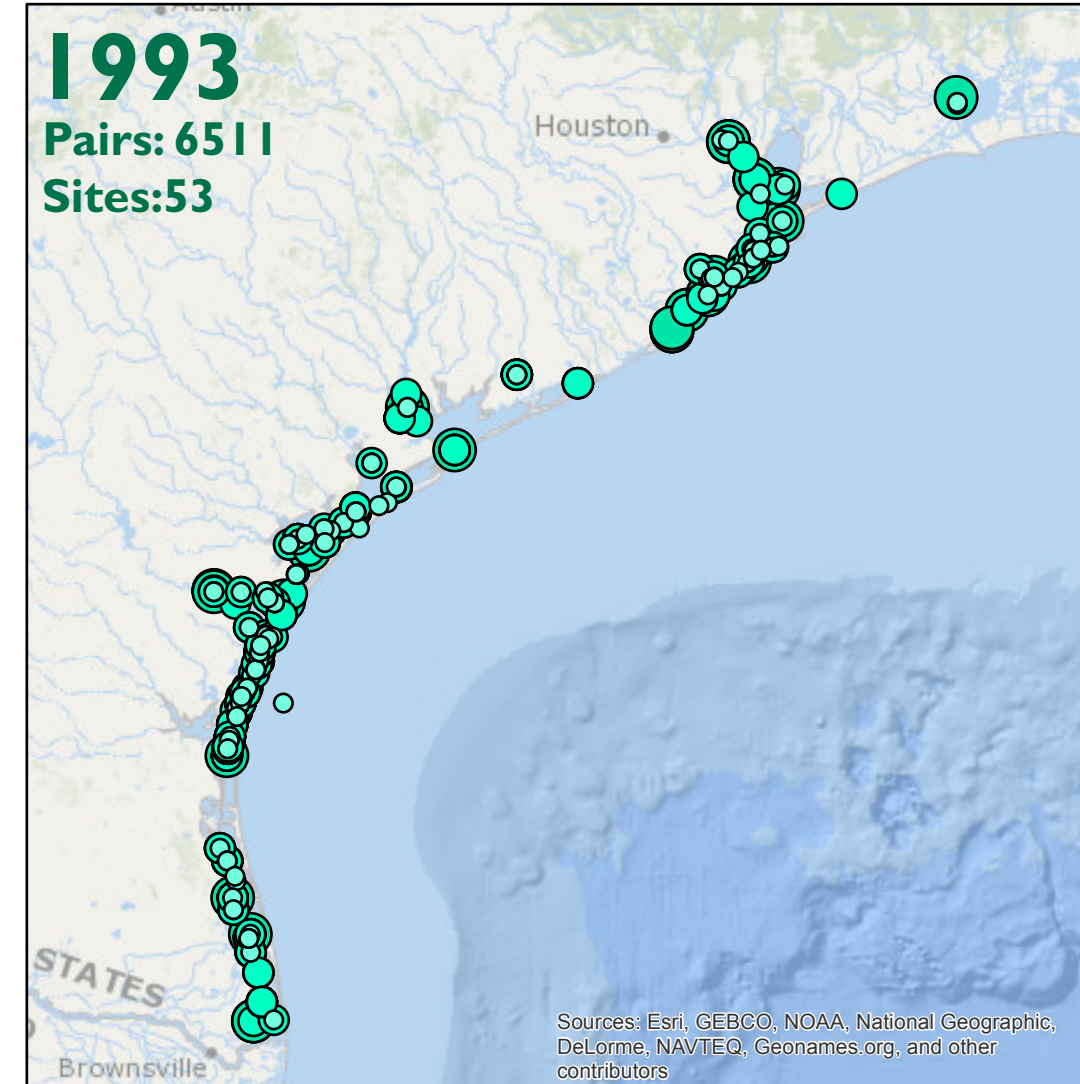 Austin
1993
Pairs: 6511
Sites:53
Houston
STATES
Brownsville
Sources: Esri, GEBCO, NOAA, National Geographic,
DeLorme, NAVTEQ, Geonames.org, and other
contributors